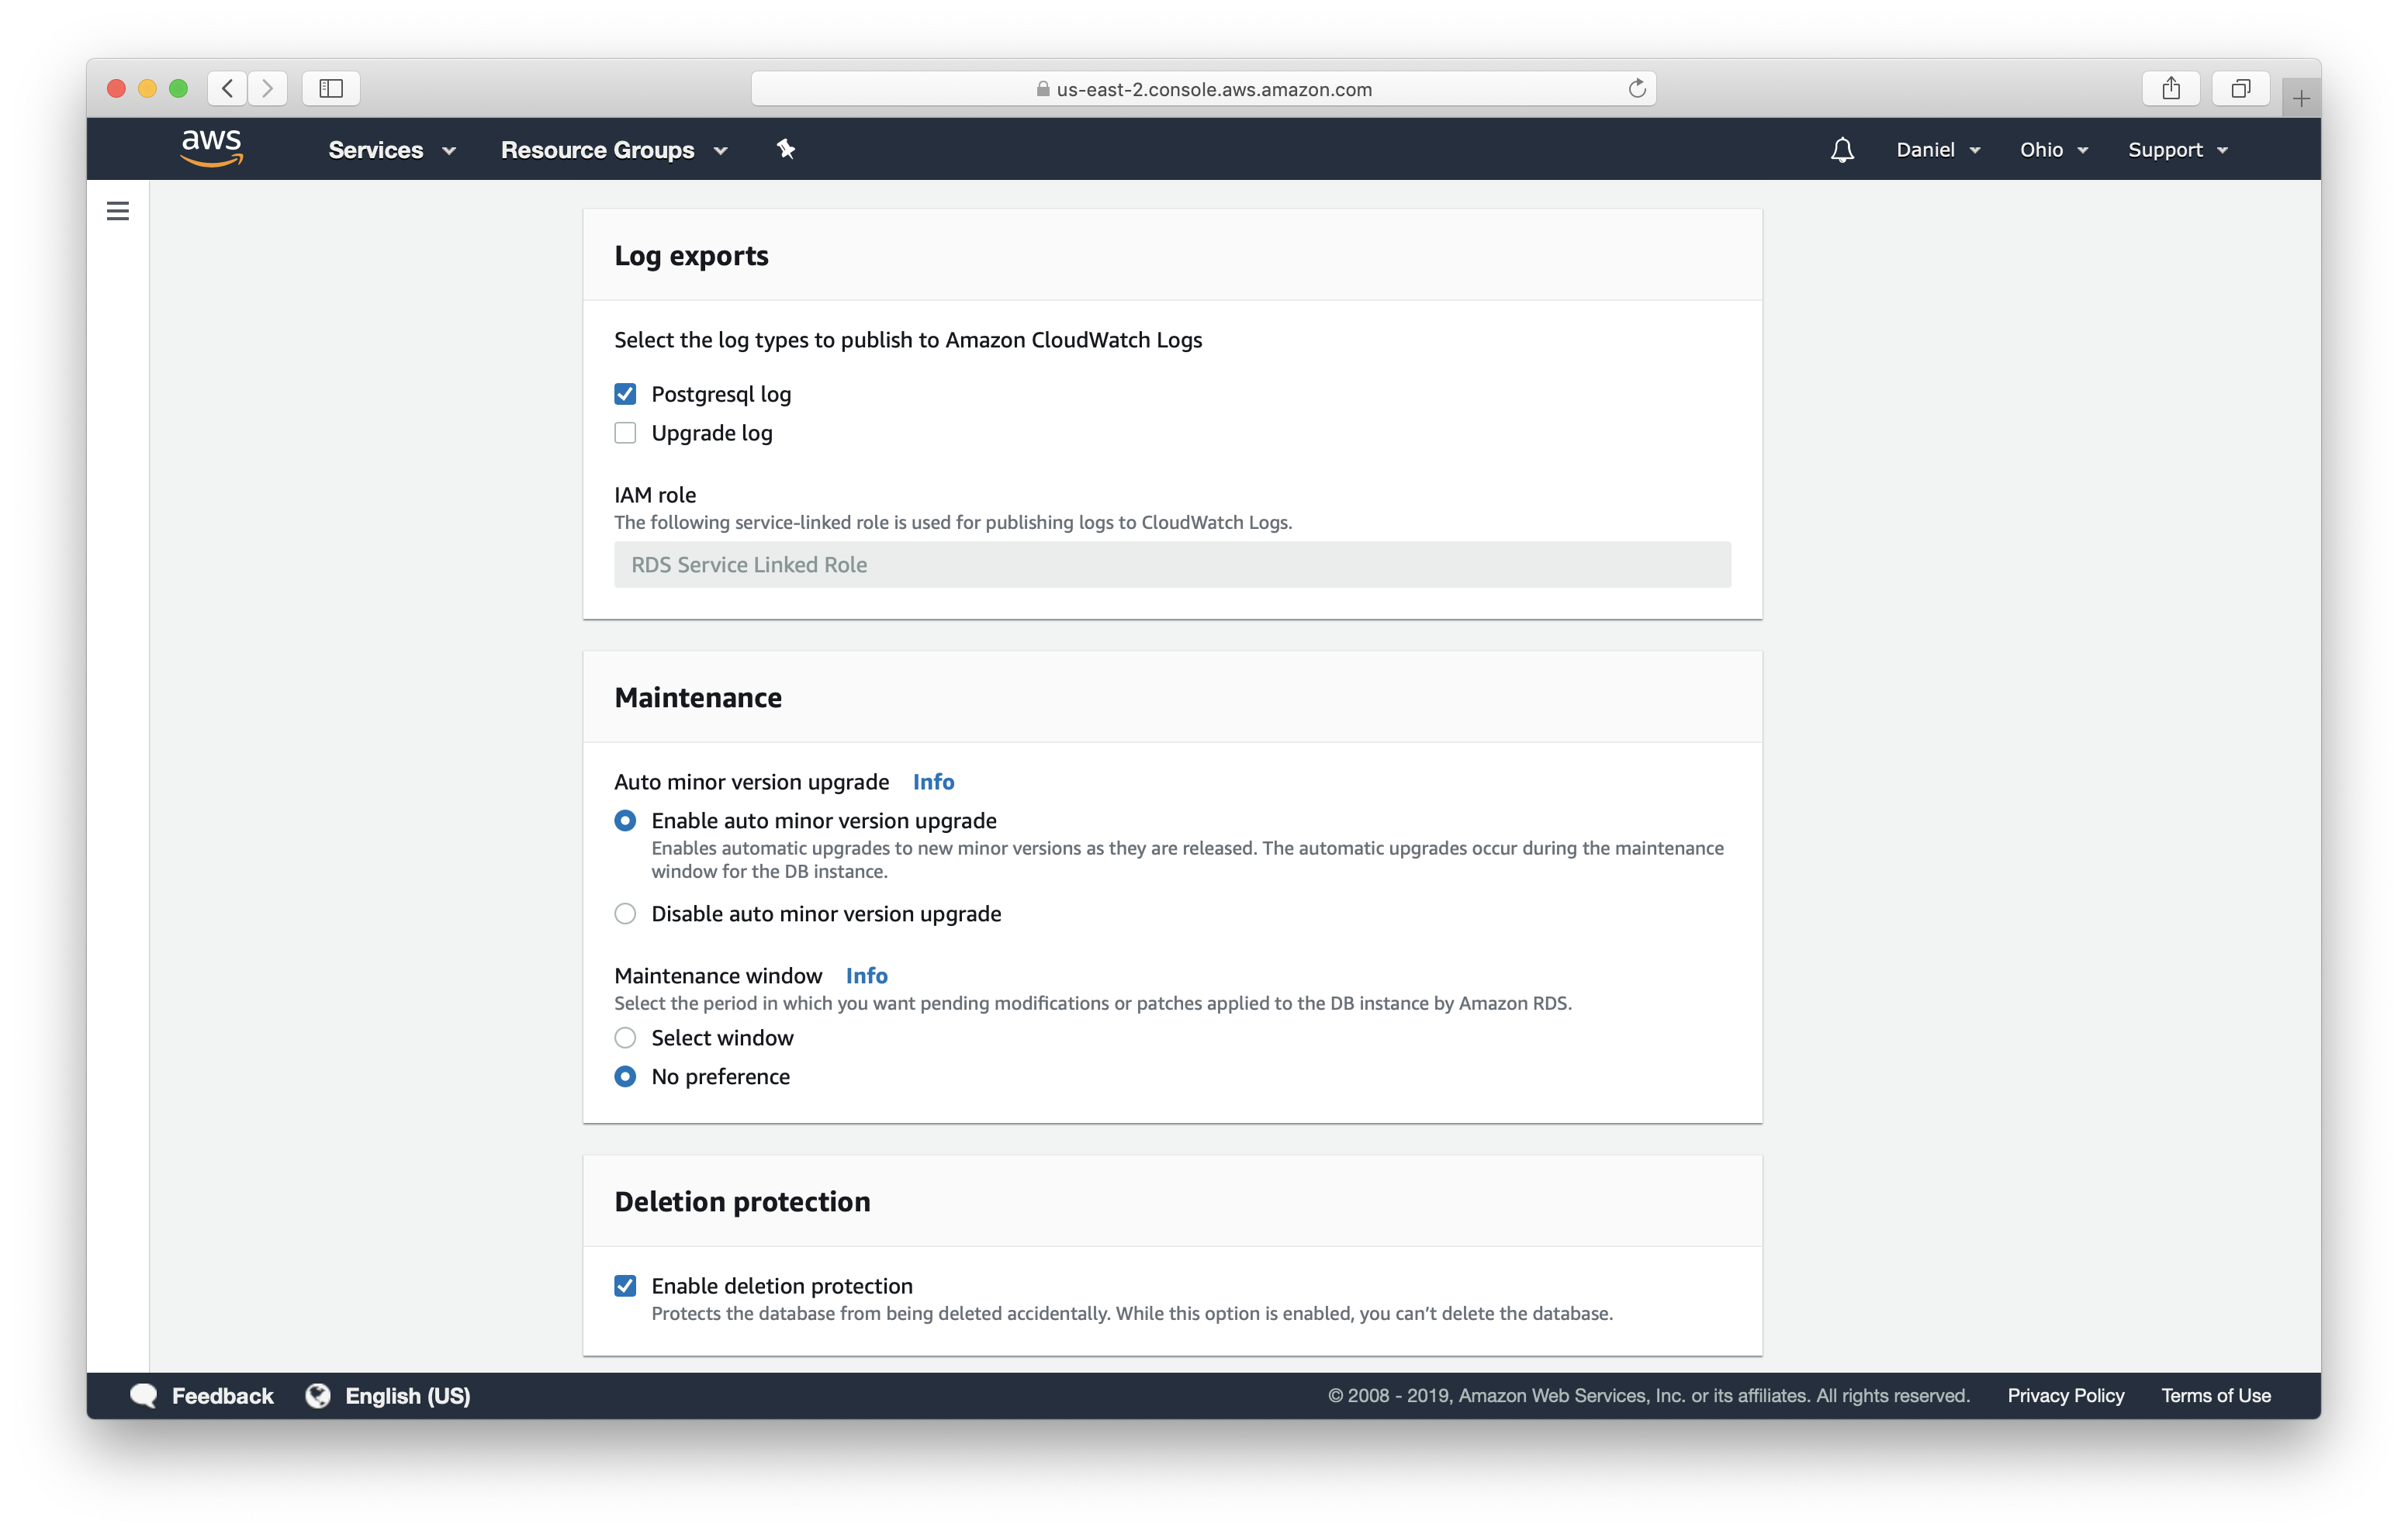 us-east-2.console.aws.amazon.com
aws Services Resource Groups Daniel Ohio Support
Log exports
Select the log types to publish to Amazon CloudWatch Logs
Postgresql log
Upgrade log
IAM role
The following service-linked role is used for publishing logs to CloudWatch Logs.
RDS Service Linked Role
Maintenance
Auto minor version upgrade Info
Enable auto minor version upgrade
Enables automatic upgrades to new minor versions as they are released. The automatic upgrades occur during the maintenance
window for the DB instance.
Disable auto minor version upgrade
Maintenance window Info
Select the period in which you want pending modifications or patches applied to the DB instance by Amazon RDS.
Select window
No preference
Deletion protection
Enable deletion protection
Protects the database from being deleted accidentally. While this option is enabled, you can’t delete the database.
Feedback English (US) © 2008 - 2019, Amazon Web Services, Inc. or its affiliates. All rights reserved. Privacy Policy Terms of Use